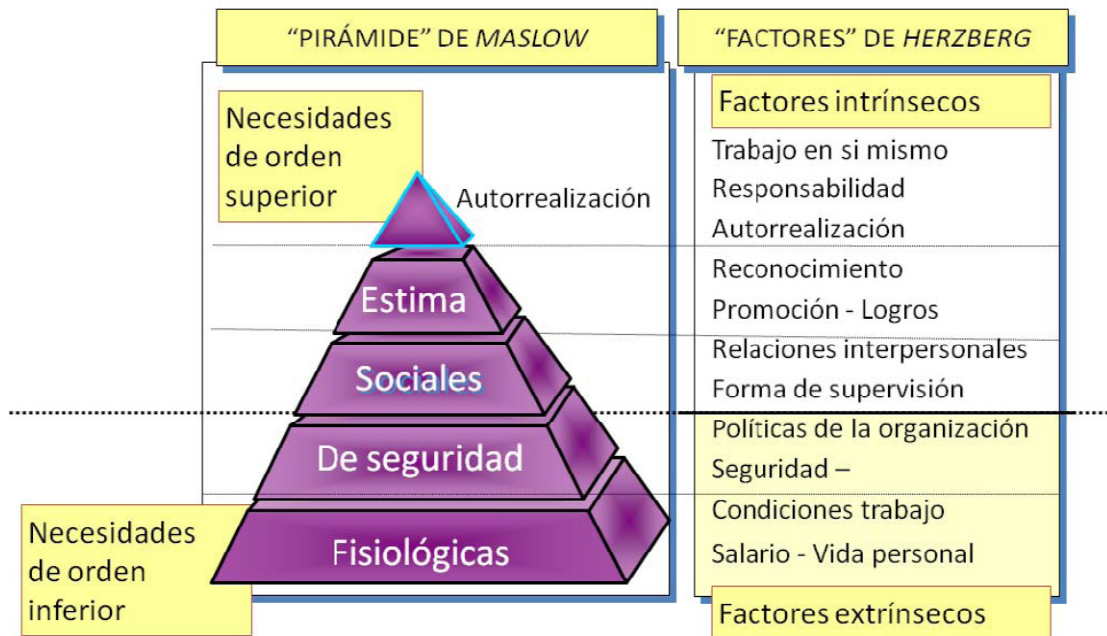 “PIRÁMIDE” DE MASLOW
“FACTORES” DE HERZBERG
Necesidades
de orden
superior
Autorrealización
Estima
Sociales
De seguridad
Fisiológicas
Necesidades
de orden
inferior
Factores intrínsecos
Trabajo en si mismo
Responsabilidad
Autorrealización
Reconocimiento
Promoción - Logros
Relaciones interpersonales
Forma de supervisión
Políticas de la organización
Seguridad –
Condiciones trabajo
Salario - Vida personal
Factores extrínsecos